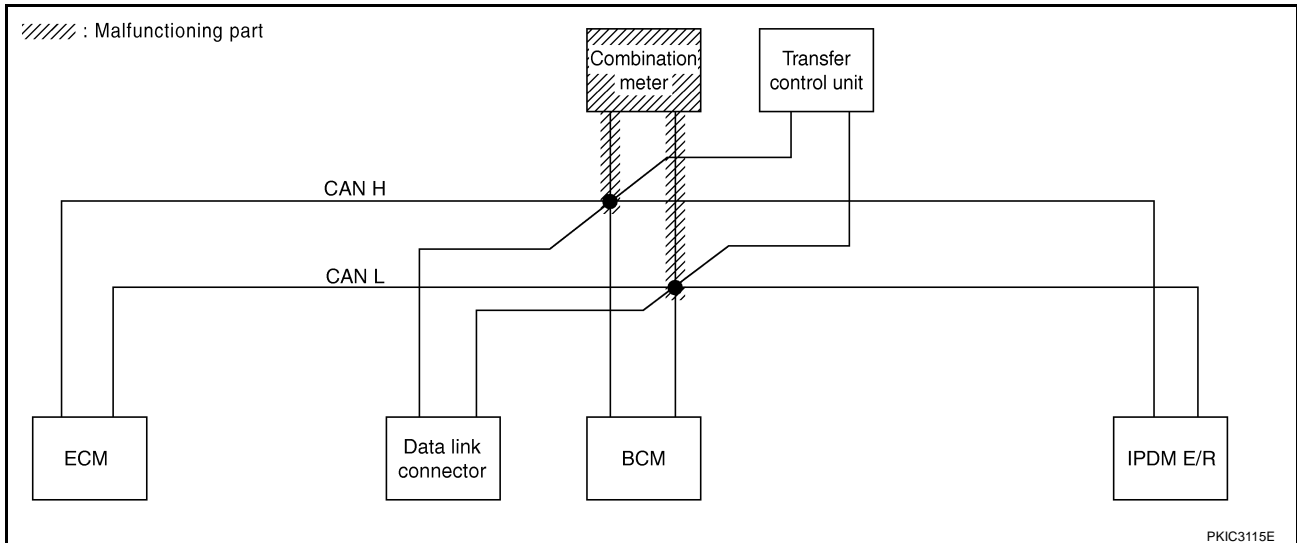 : Malfunctioning part
Combination
meter
Transfer
control unit
CAN H
CAN L
ECM
Data link
connector
BCM
IPDM E/R
PKIC3115E